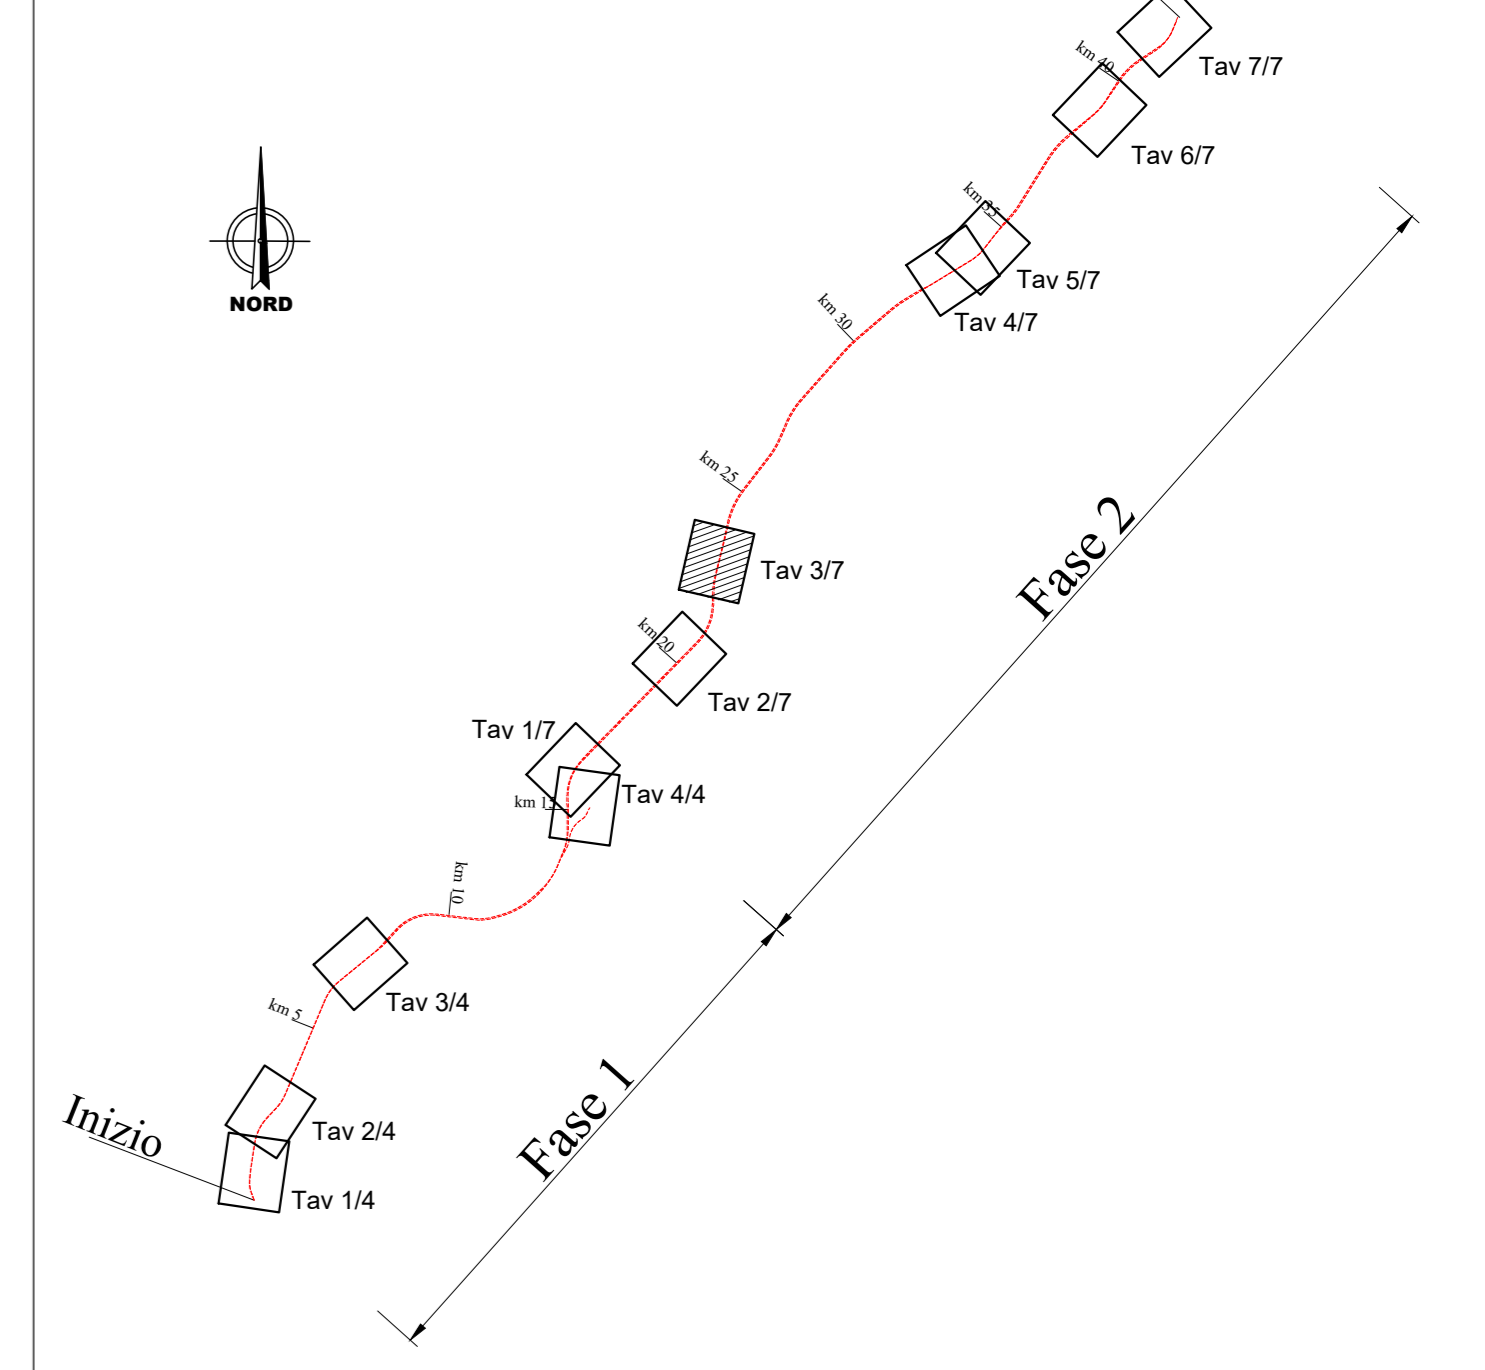 Tav 7/7
km 40
Tav 6/7
km 35
Tav 5/7
NORD
km 30
Tav 4/7
km 25
Fase 2
Tav 3/7
km 20
Tav 2/7
Tav 1/7
Tav 4/4
km 15
km 10
Tav 3/4
km 5
Fase 1
Inizio
Tav 2/4
Tav 1/4